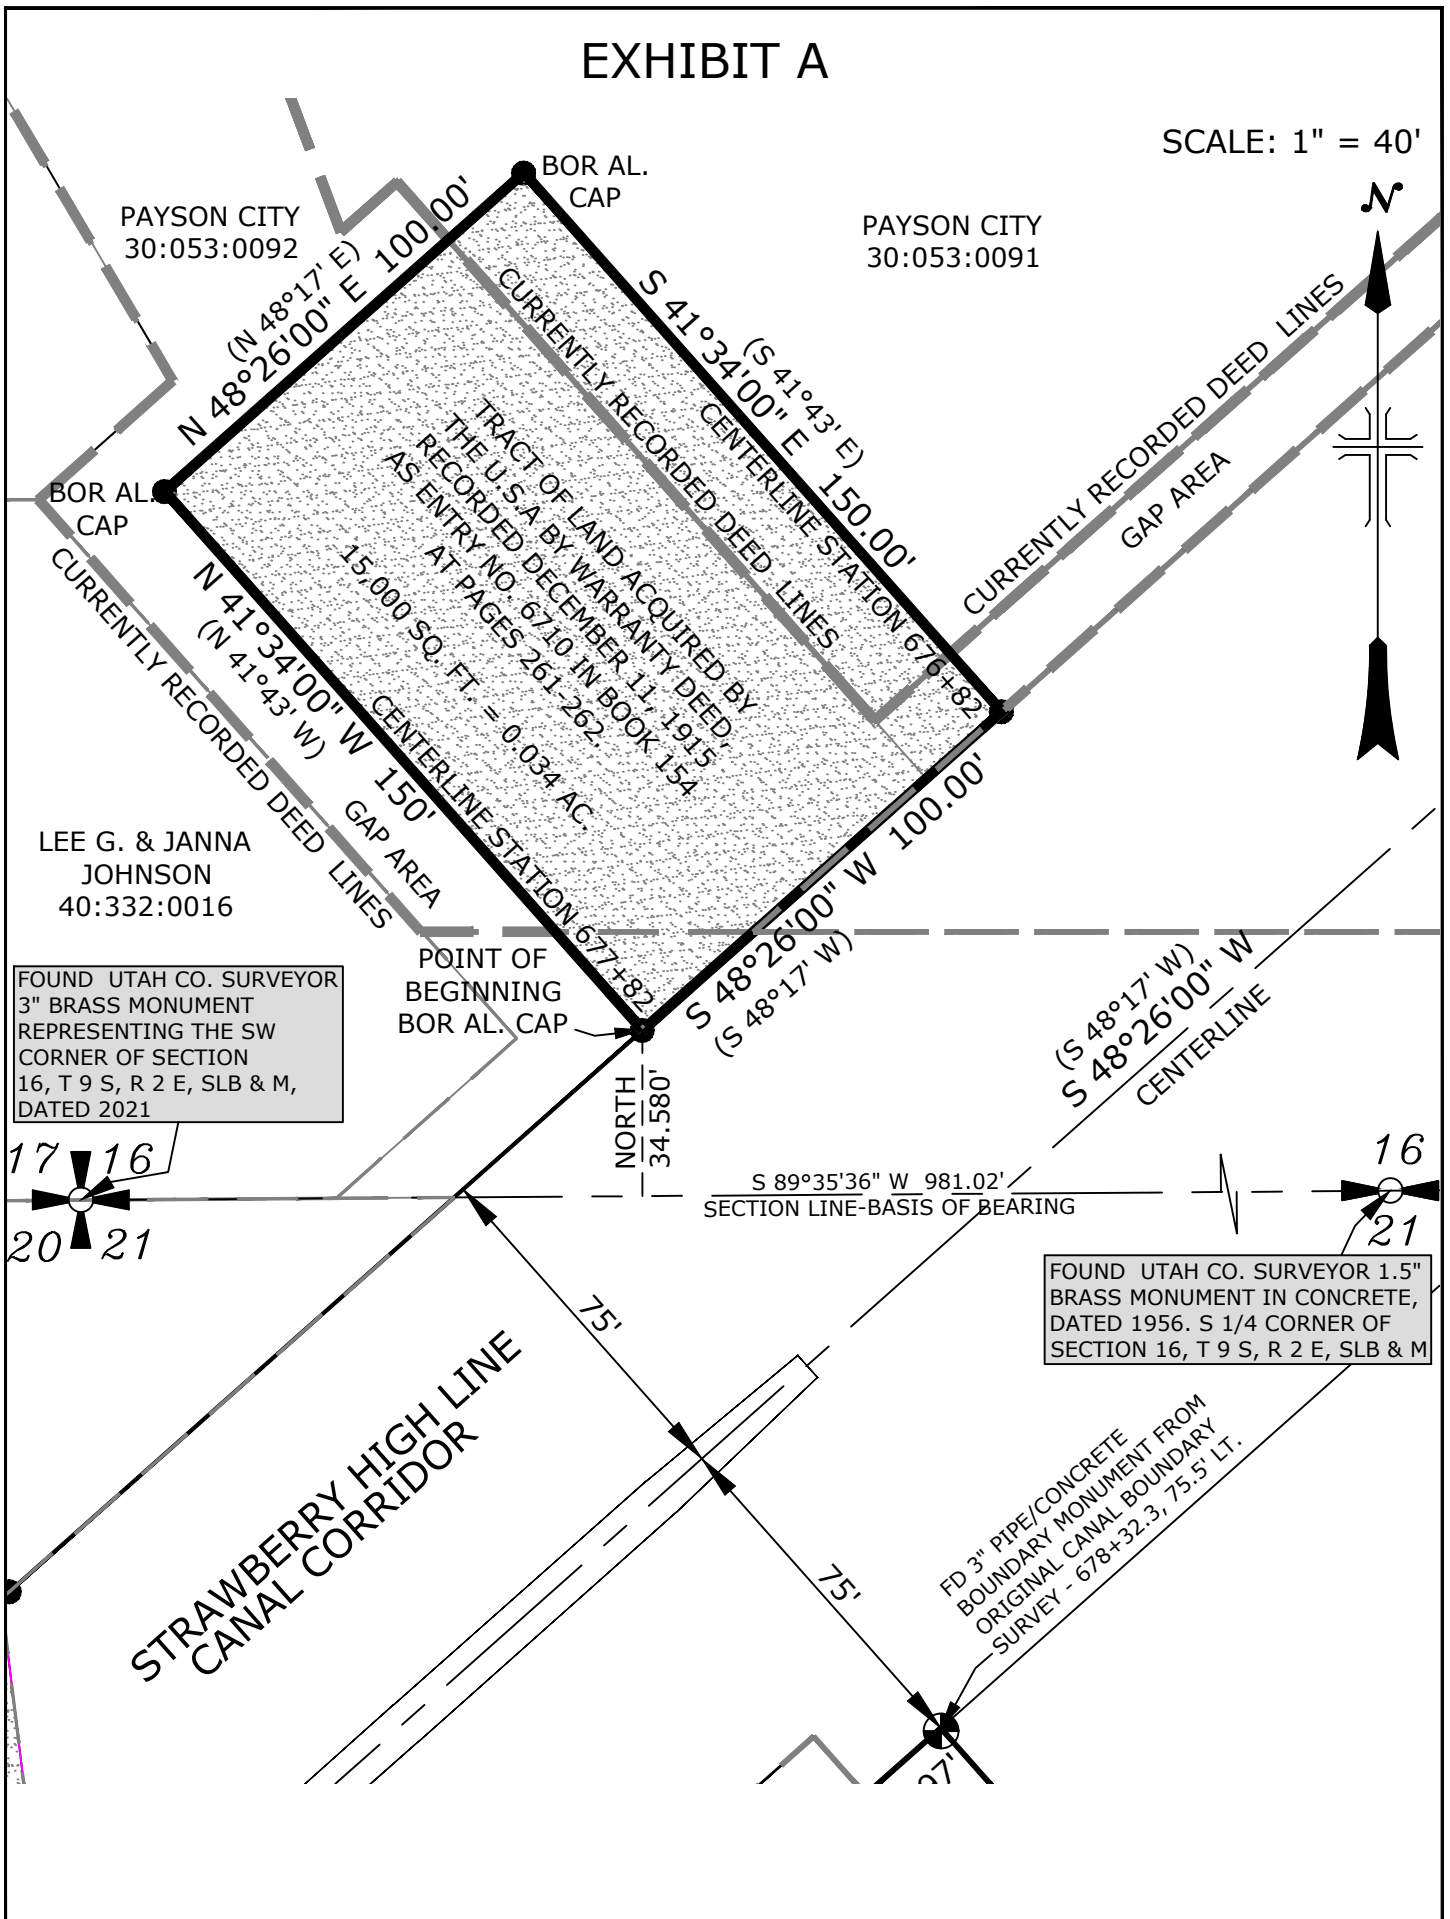 EXHIBIT A
SCALE: 1" = 40'
N
BOR AL.
CAP
PAYSON CITY
30:053:0092
PAYSON CITY
30:053:0091
(N 48°17' E)
N 48°26'00" E 100.00'
CURRENTLY RECORDED DEED LINES
(S 41°43' E)
S 41°34'00" E 150.00'
CENTERLINE STATION 676+82
CURRENTLY RECORDED DEED LINES
GAP AREA
BOR AL.
CAP
TRACT OF LAND ACQUIRED BY
THE U.S.A BY WARRANTY DEED,
RECORDED DECEMBER 11, 1915
AS ENTRY NO. 6710 IN BOOK 154
AT PAGES 261-262.
15,000 SQ. FT. = 0.034 AC.
N 41°34'00" W 150'
(N 41°43' W)
CURRENTLY RECORDED DEED LINES
CENTERLINE STATION 677+82
GAP AREA
LEE G. & JANNA
JOHNSON
40:332:0016
S 48°26'00" W 100.00'
(S 48°17' W)
POINT OF
BEGINNING
BOR AL. CAP
(S 48°17' W)
S 48°26'00" W
CENTERLINE
FOUND UTAH CO. SURVEYOR
3" BRASS MONUMENT
REPRESENTING THE SW
CORNER OF SECTION
16, T 9 S, R 2 E, SLB & M,
DATED 2021
NORTH
34.580'
17 16
20 21
S 89°35'36" W 981.02'
SECTION LINE-BASIS OF BEARING
16
21
FOUND UTAH CO. SURVEYOR 1.5"
BRASS MONUMENT IN CONCRETE,
DATED 1956. S 1/4 CORNER OF
SECTION 16, T 9 S, R 2 E, SLB & M
75'
STRAWBERRY HIGH LINE
CANAL CORRIDOR
75'
FD 3" PIPE/CONCRETE
BOUNDARY MONUMENT FROM
ORIGINAL CANAL BOUNDARY
SURVEY - 678+32.3, 75.5' LT.
97'